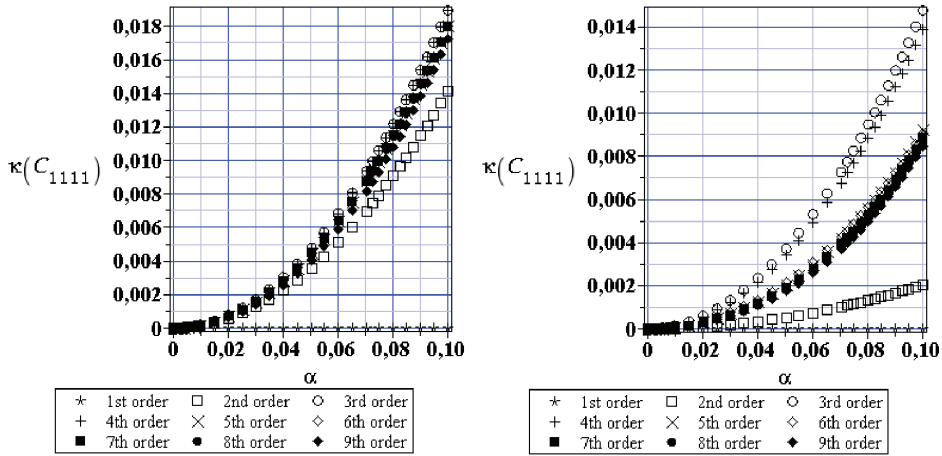 0,018
0,016
0,014
0,012
0,010
0,008
0,006
0,004
0,002
0
κ(C1111)
0 0,02 0,04 0,06 0,08 0,10
α
1st order 2nd order 3rd order
4th order 5th order 6th order
7th order 8th order 9th order
0,014
0,012
0,010
0,008
0,006
0,004
0,002
0
κ(C1111)
0 0,02 0,04 0,06 0,08 0,10
α
1st order 2nd order 3rd order
4th order 5th order 6th order
7th order 8th order 9th order